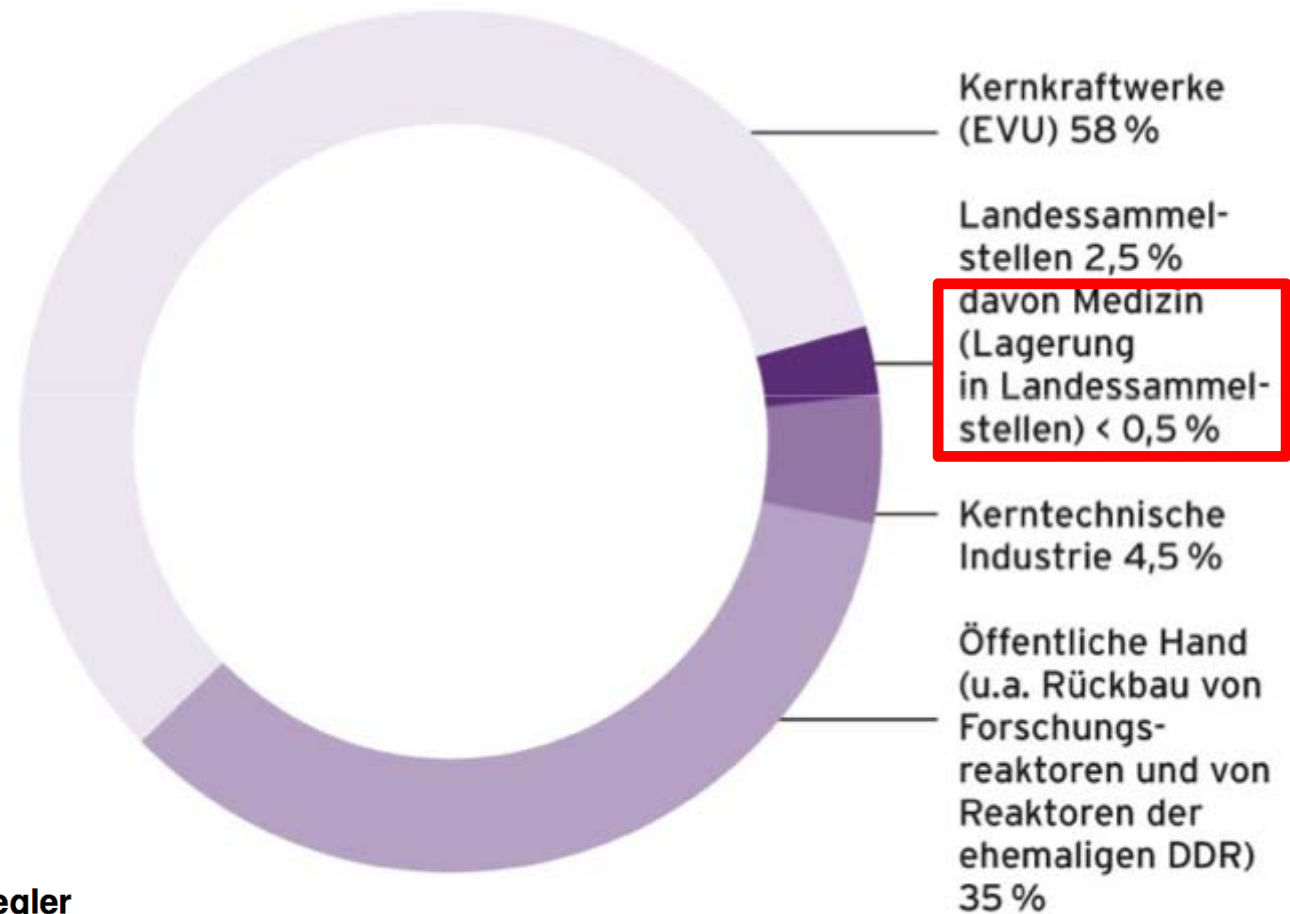 Kernkraftwerke
(EVU) 58 %
Landessammel-
stellen 2,5 %
davon Medizin
(Lagerung
in Landessammel-
stellen) < 0,5 %
Kerntechnische
Industrie 4,5 %
Öffentliche Hand
(u.a. Rückbau von
Forschungs-
reaktoren und von
Reaktoren der
ehemaligen DDR)
35 %